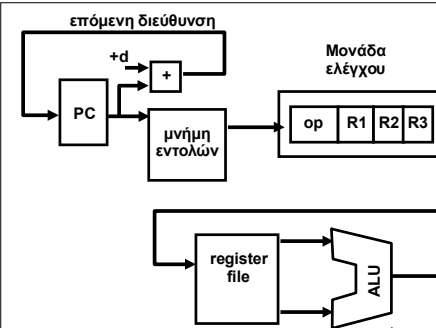 επόμενη διεύθυνση
+d
+
PC
μνήμη
εντολών
Μονάδα
ελέγχου
op R1 R2 R3
register
file
ALU